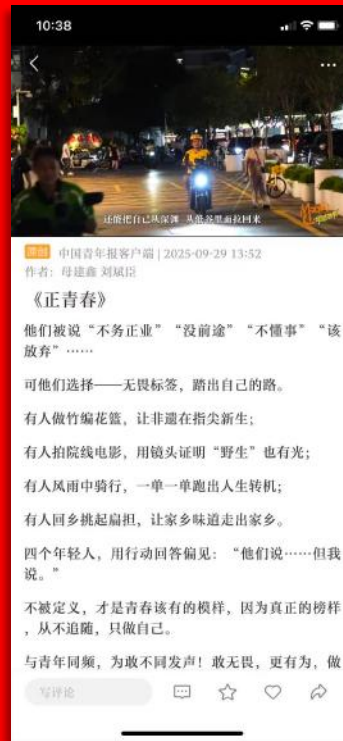 10:38
还能把自己从深渊 从低谷里面拉回来
原创 中国青年报客户端 | 2025-09-29 13:52
作者: 母建鑫 刘斌臣
《正青春》
他们被说“不务正业”“没前途”“不懂事”“该
放弃”……
可他们选择——无畏标签，踏出自己的路。
有人做竹编花篮，让非遗在指尖新生；
有人拍院线电影，用镜头证明“野生”也有光；
有人风雨中骑行，一单一单跑出人生转机；
有人回乡挑起扁担，让家乡味道走出家乡。
四个年轻人，用行动回答偏见：“他们说……但我
说。”
不被定义，才是青春该有的模样，因为真正的榜样
，从不追随，只做自己。
与青年同频，为敢不同发声！敢无畏，更有为，做
写评论